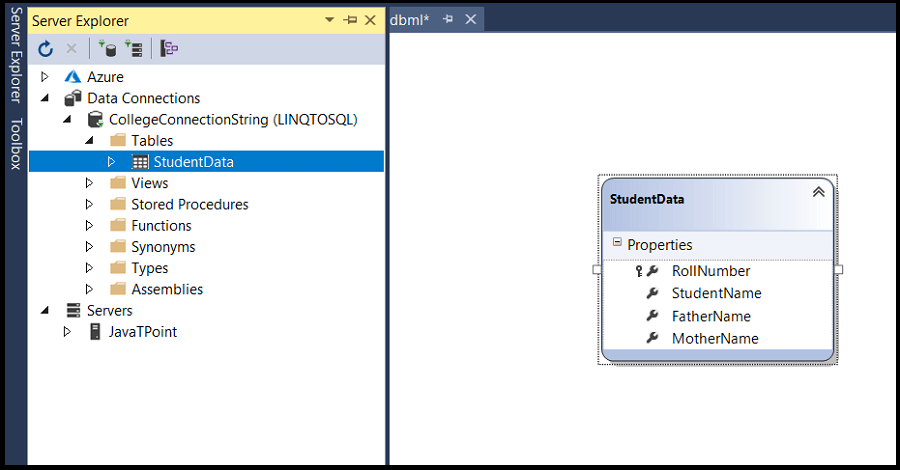 Server Explorer
Toolbox
Server Explorer
Azure
Data Connections
CollegeConnectionString (LINQTOSQL)
Tables
StudentData
Views
Stored Procedures
Functions
Synonyms
Types
Assemblies
Servers
JavaTPoint
dbml*
StudentData
Properties
RollNumber
StudentName
FatherName
MotherName